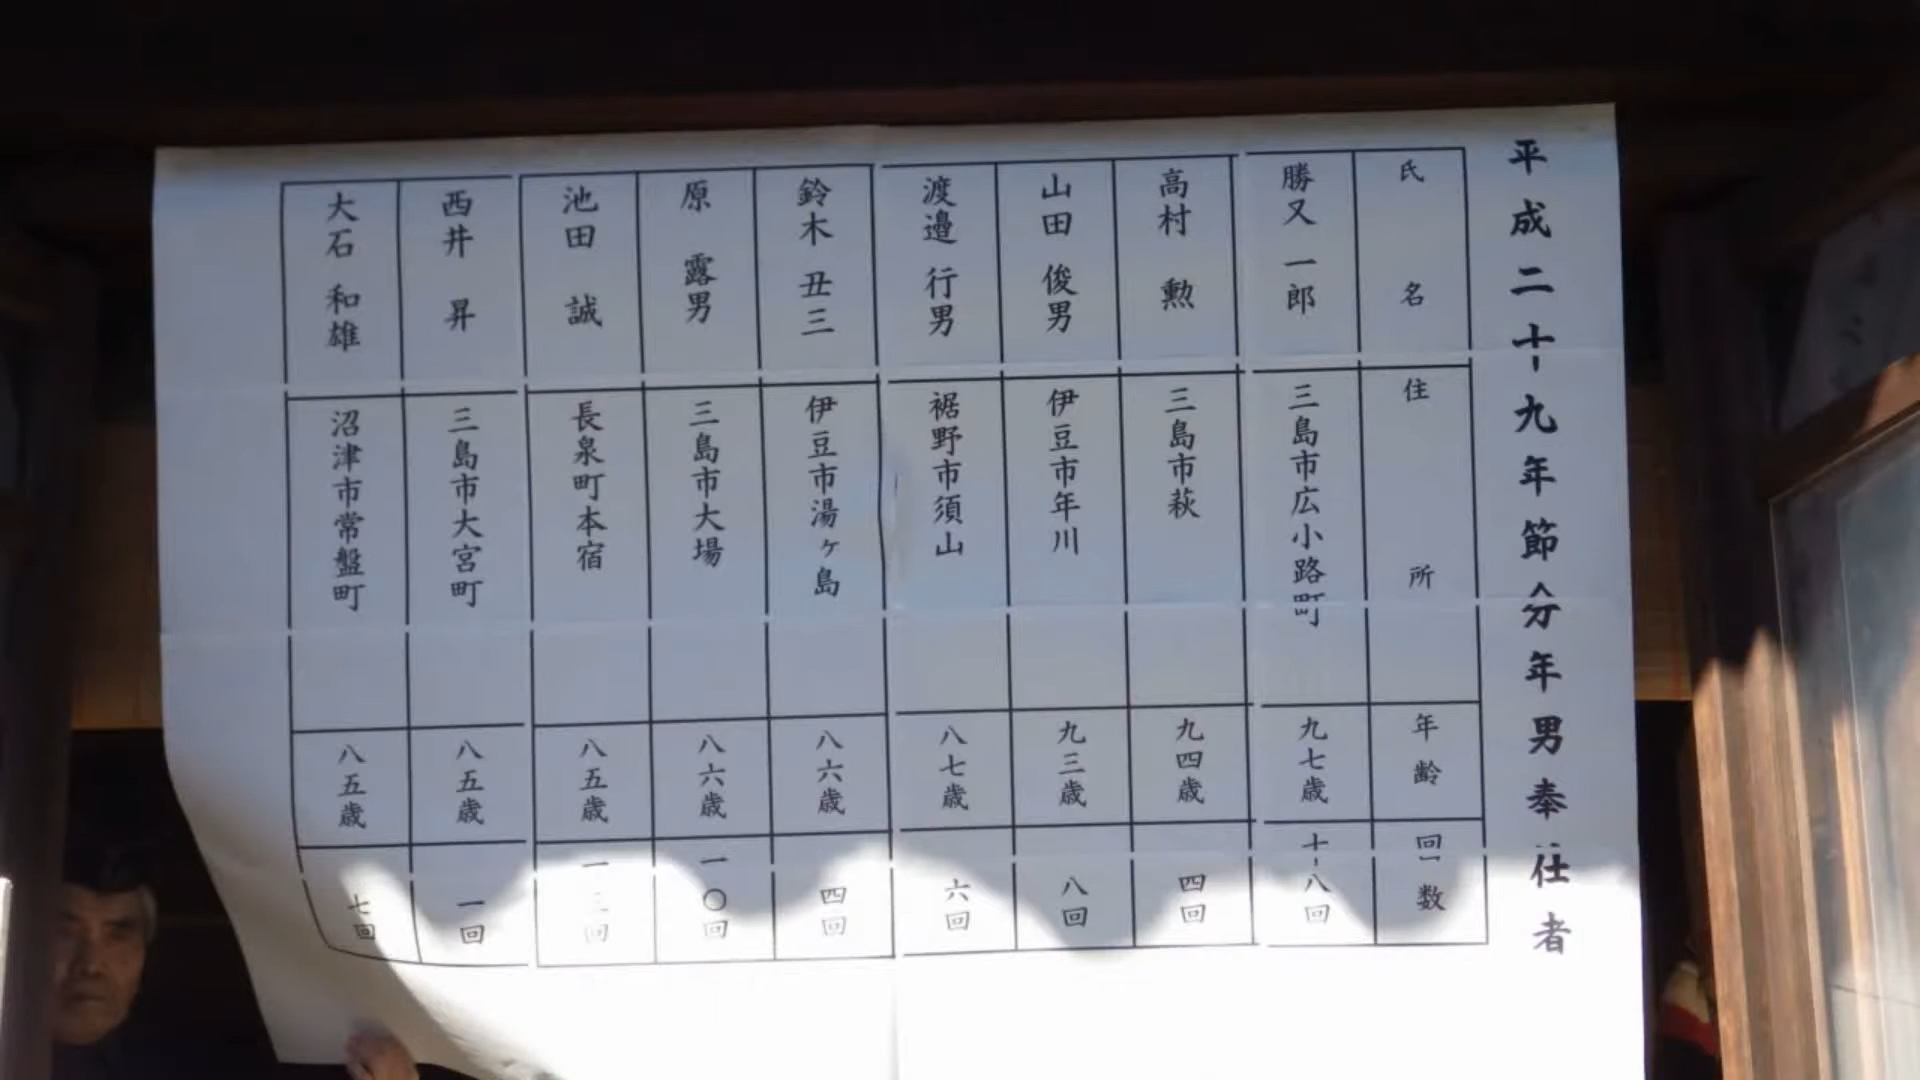 平成二十九年節分年男奉仕者
氏名 住所 年齢 回数
勝又一郎 三島市広小路町 九七歳 十八回
高村 勲 三島市萩 九四歳 四回
山田 俊男 伊豆市年川 九三歳 八回
渡邉 行男 裾野市須山 八七歳 六回
鈴木 丑三 伊豆市湯ヶ島 八六歳 四回
原 露男 三島市大場 八六歳 一〇回
池田 誠 長泉町本宿 八五歳 一三回
西井 昇 三島市大宮町 八五歳 一回
大石 和雄 沼津市常盤町 八五歳 七回